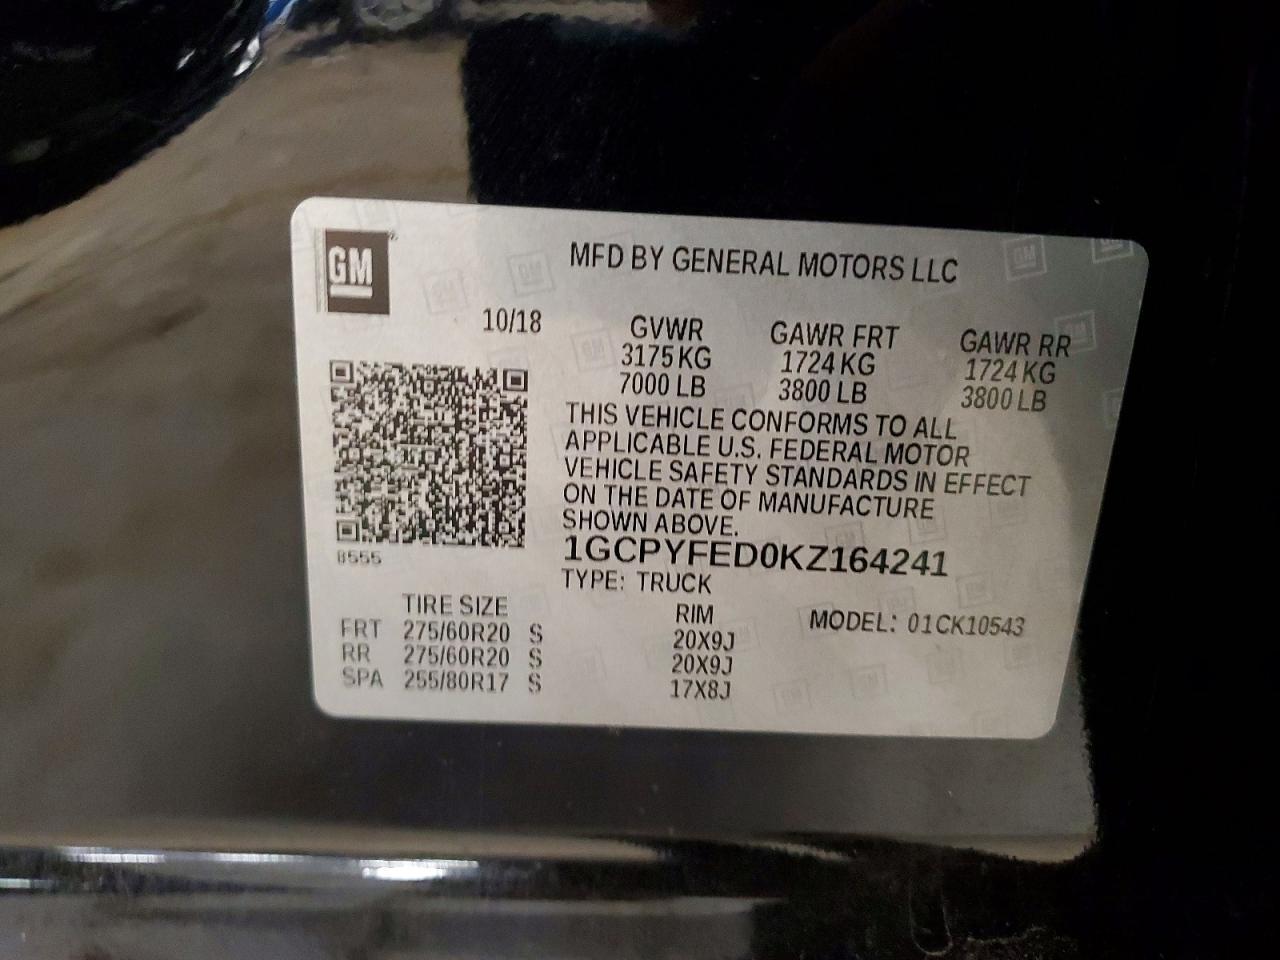 GM
MFD BY GENERAL MOTORS LLC
10/18
GVWR GAWR FRT GAWR RR
3175 KG 1724 KG 1724 KG
7000 LB 3800 LB 3800 LB
THIS VEHICLE CONFORMS TO ALL
APPLICABLE U.S. FEDERAL MOTOR
VEHICLE SAFETY STANDARDS IN EFFECT
ON THE DATE OF MANUFACTURE
SHOWN ABOVE.
8555
1GCPYFED0KZ164241
TYPE: TRUCK
TIRE SIZE RIM MODEL: 01CK10543
FRT 275/60R20 S 20X9J
RR 275/60R20 S 20X9J
SPA 255/80R17 S 17X8J